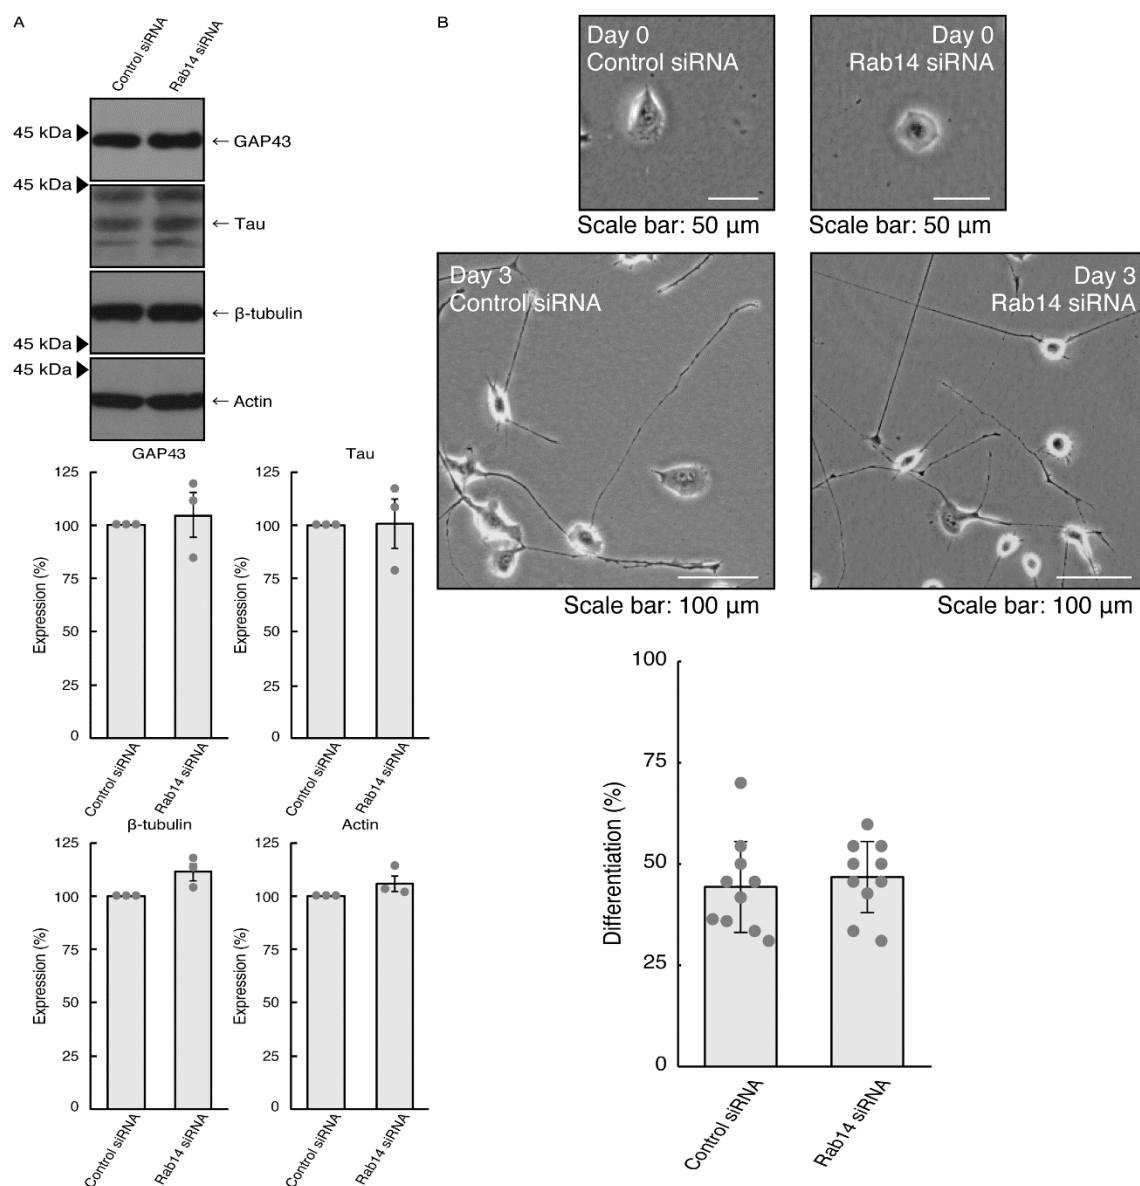 A
Control siRNA
Rab14 siRNA
45 kDa
← GAP43
45 kDa
← Tau
← β-tubulin
45 kDa
45 kDa
← Actin
GAP43
125
100
75
50
25
0
Expression (%)
Control siRNA
Rab14 siRNA
Tau
125
100
75
50
25
0
Expression (%)
Control siRNA
Rab14 siRNA
β-tubulin
125
100
75
50
25
0
Expression (%)
Control siRNA
Rab14 siRNA
Actin
125
100
75
50
25
0
Expression (%)
Control siRNA
Rab14 siRNA
B
Day 0
Control siRNA
Scale bar: 50 μm
Day 0
Rab14 siRNA
Scale bar: 50 μm
Day 3
Control siRNA
Scale bar: 100 μm
Day 3
Rab14 siRNA
Scale bar: 100 μm
100
75
50
25
0
Differentiation (%)
Control siRNA
Rab14 siRNA